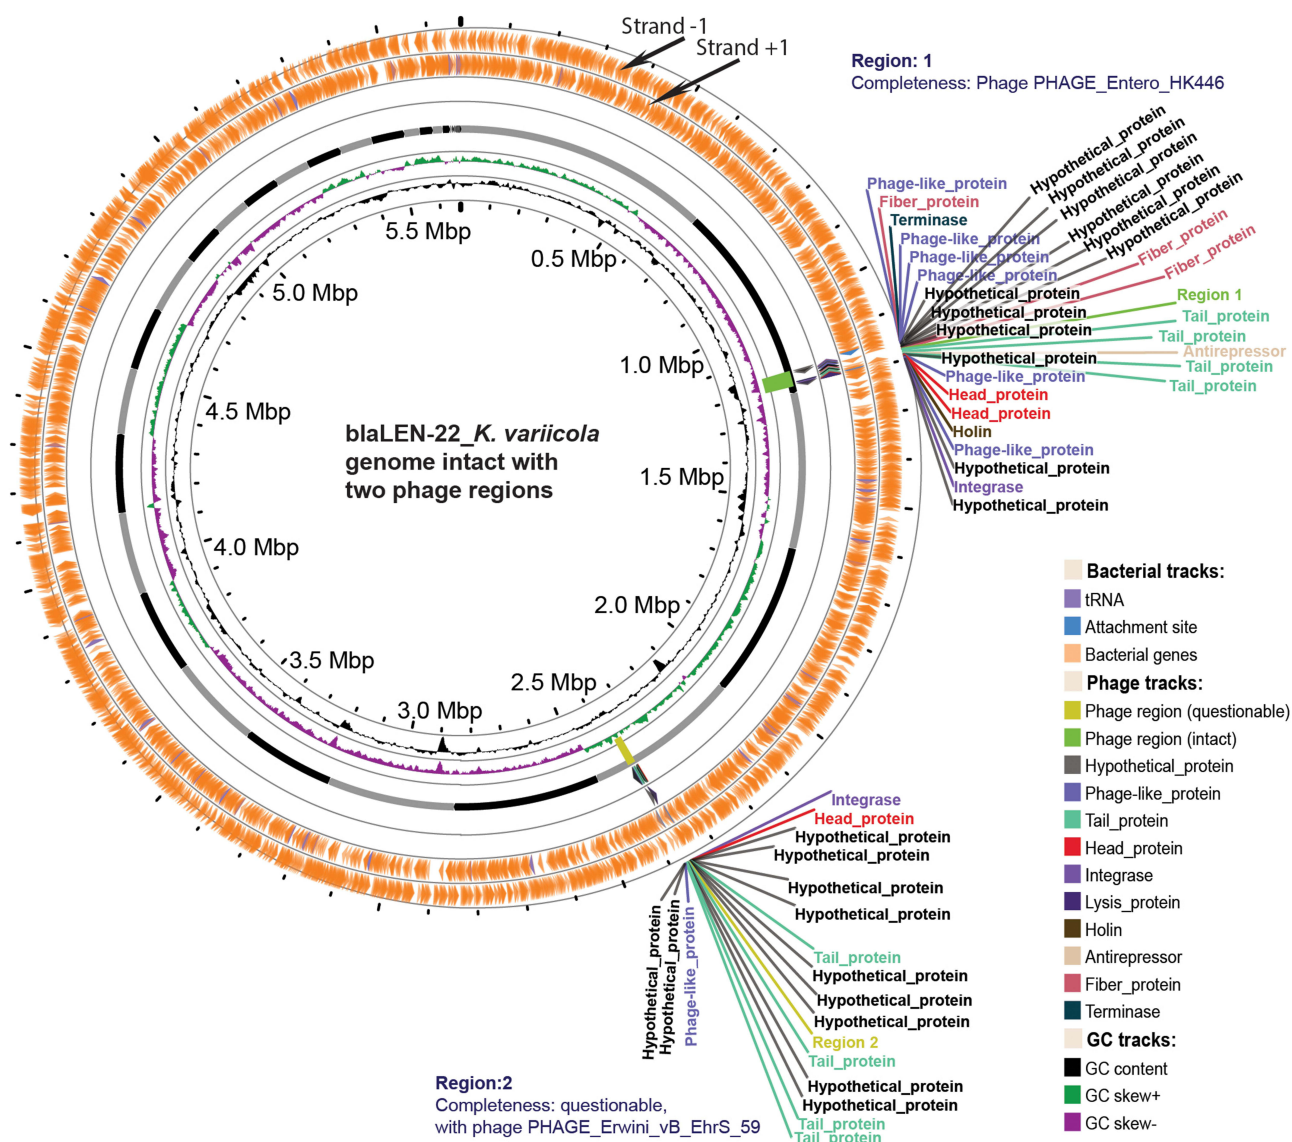 Strand -1
Strand +1
Region: 1
Completeness: Phage PHAGE_Entero_HK446
Hypothetical_protein
Hypothetical_protein
Hypothetical_protein
Hypothetical_protein
Hypothetical_protein
Hypothetical_protein
Fiber_protein
Fiber_protein
Region 1
Tail_protein
Tail_protein
Antirepressor
Tail_protein
Tail_protein
Phage-like_protein
Fiber_protein
Terminase
Phage-like_protein
Phage-like_protein
Phage-like_protein
Hypothetical_protein
Hypothetical_protein
Hypothetical_protein
Hypothetical_protein
Phage-like_protein
Head_protein
Head_protein
Holin
Phage-like_protein
Hypothetical_protein
Integrase
Hypothetical_protein
0.5 Mbp
1.0 Mbp
1.5 Mbp
2.0 Mbp
2.5 Mbp
3.0 Mbp
3.5 Mbp
4.0 Mbp
4.5 Mbp
5.0 Mbp
5.5 Mbp
blaLEN-22_K. variicola
genome intact with
two phage regions
Bacterial tracks:
tRNA
Attachment site
Bacterial genes
Phage tracks:
Phage region (questionable)
Phage region (intact)
Hypothetical_protein
Phage-like_protein
Tail_protein
Head_protein
Integrase
Lysis_protein
Holin
Antirepressor
Fiber_protein
Terminase
GC tracks:
GC content
GC skew+
GC skew-
Integrase
Head_protein
Hypothetical_protein
Hypothetical_protein
Hypothetical_protein
Hypothetical_protein
Tail_protein
Hypothetical_protein
Hypothetical_protein
Hypothetical_protein
Region 2
Tail_protein
Hypothetical_protein
Hypothetical_protein
Tail_protein
Tail_protein
Hypothetical_protein
Hypothetical_protein
Phage-like_protein
Region:2
Completeness: questionable,
with phage PHAGE_Erwini_vB_EhrS_59